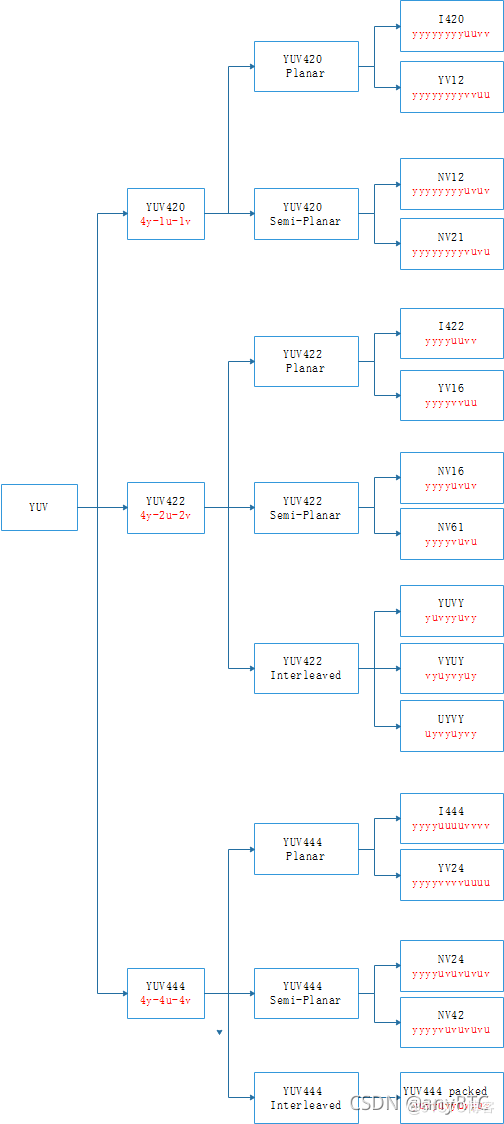 I420
yyyyyyyyuuvv
YUV420
Planar
YV12
yyyyyyyyvvuu
NV12
yyyyyyyyuvuv
YUV420
4y-1u-1v
YUV420
Semi-Planar
NV21
yyyyyyyyvuvu
I422
yyyyuuvv
YUV422
Planar
YV16
yyyyvvuu
NV16
yyyyuvuv
YUV
YUV422
4y-2u-2v
YUV422
Semi-Planar
NV61
yyyyvuvu
YUVY
yuvyyuvy
YUV422
Interleaved
VYUY
vyuyvyuy
UYVY
uyvyuyvy
I444
yyyyuuuuvvvv
YUV444
Planar
YV24
yyyyvvvvuuuu
NV24
yyyyuvuvuvuv
YUV444
4y-4u-4v
YUV444
Semi-Planar
NV42
yyyyvuvuvuvu
YUV444
Interleaved
YUV444 packed
CSDN @anyRTC